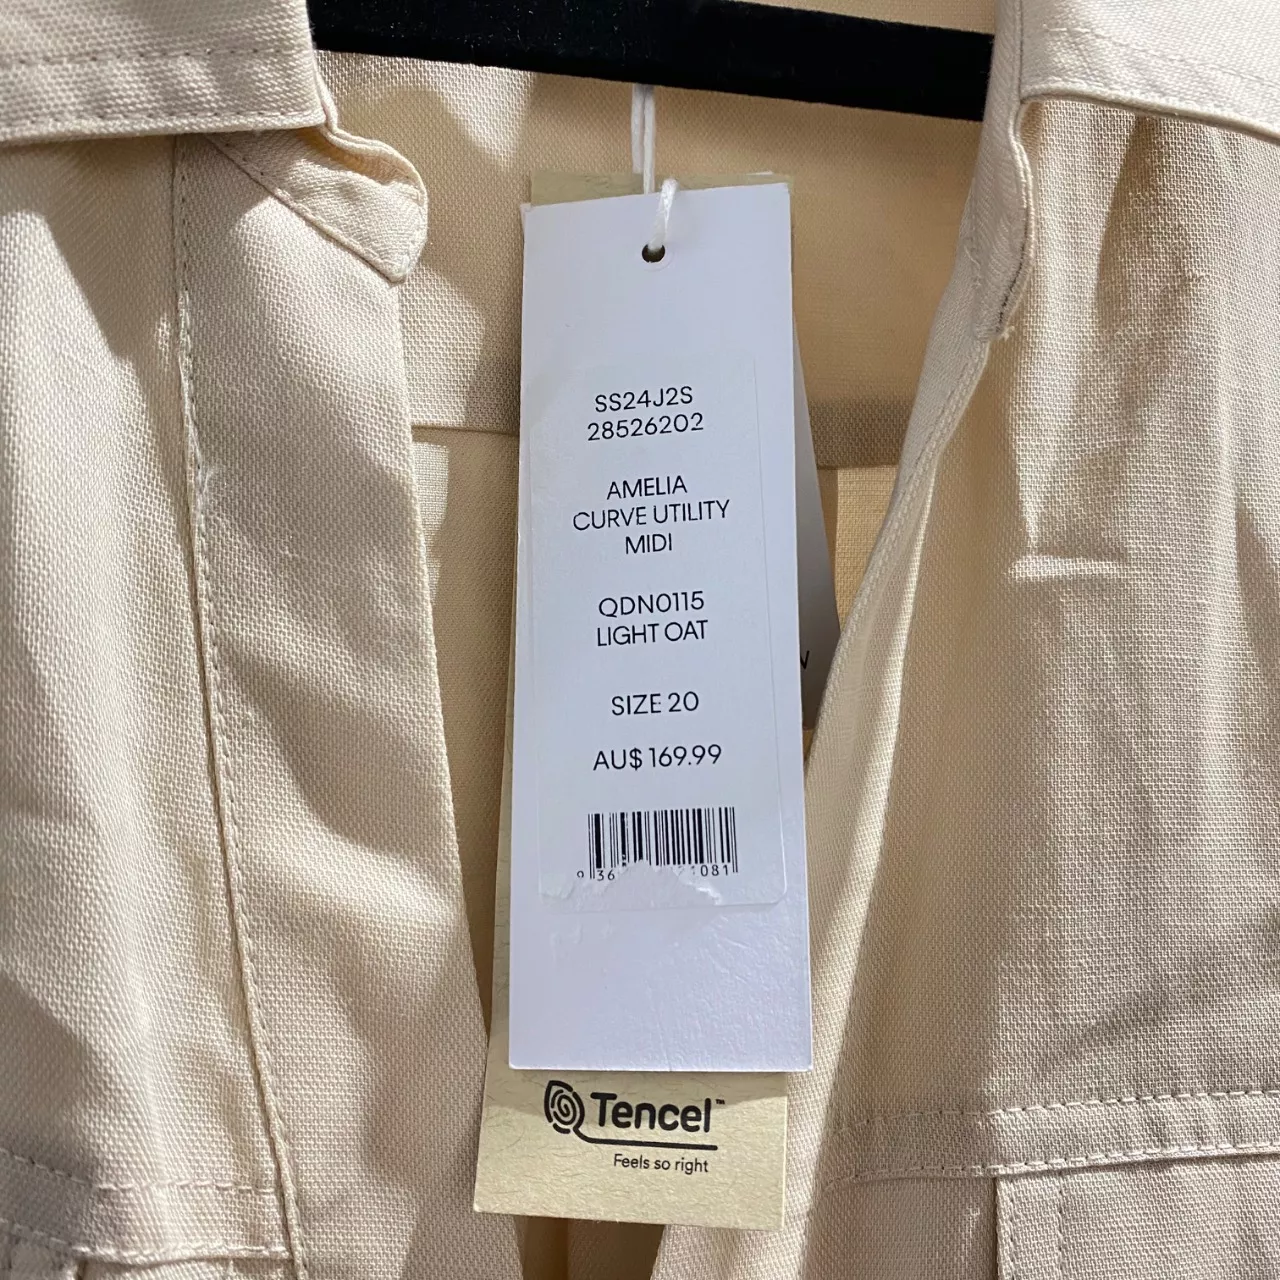 SS24J2S
28526202
AMELIA
CURVE UTILITY
MIDI
QDN0115
LIGHT OAT
SIZE 20
AU$ 169.99
Tencel™
Feels so right